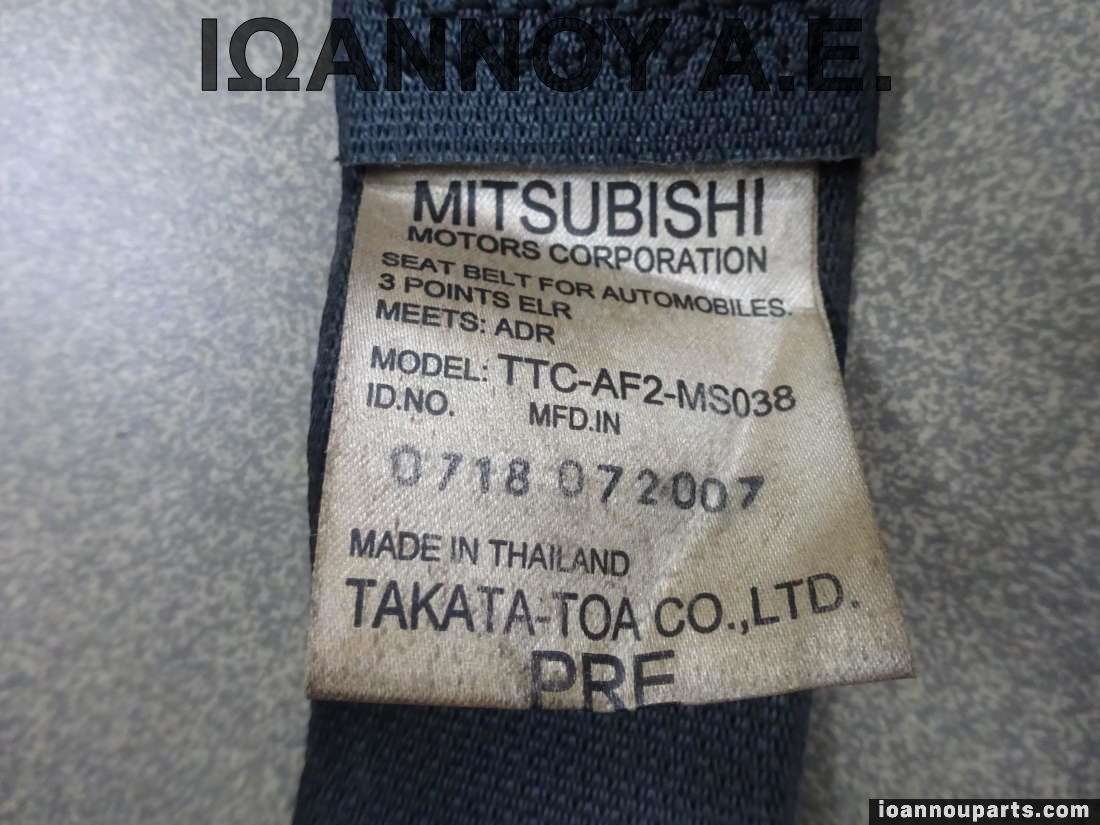 ΙΩΑΝΝΟΥ Α.Ε.
MITSUBISHI
MOTORS CORPORATION
SEAT BELT FOR AUTOMOBILES.
3 POINTS ELR
MEETS: ADR
MODEL: TTC-AF2-MS038
ID.NO. MFD.IN
0718 072007
MADE IN THAILAND
TAKATA-TOA CO.,LTD.
PRE
ioannouparts.com